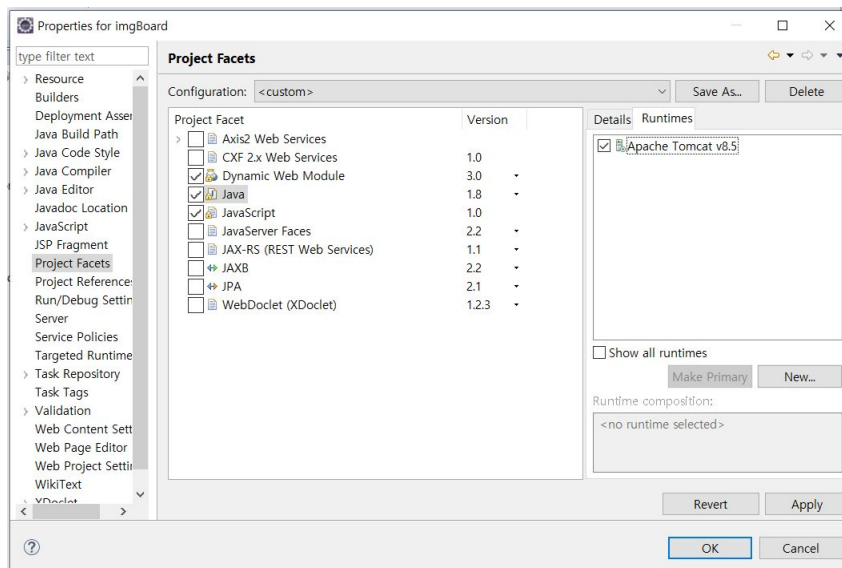 Properties for imgBoard
type filter text
Resource
Builders
Deployment Asser
Java Build Path
Java Code Style
Java Compiler
Java Editor
Javadoc Location
JavaScript
JSP Fragment
Project Facets
Project References
Run/Debug Settin
Server
Service Policies
Targeted Runtime
Task Repository
Task Tags
Validation
Web Content Sett
Web Page Editor
Web Project Settin
WikiText
XDoclet
Project Facets
Configuration: <custom> Save As... Delete
Project Facet Version
Axis2 Web Services
CXF 2.x Web Services 1.0
Dynamic Web Module 3.0
Java 1.8
JavaScript 1.0
JavaServer Faces 2.2
JAX-RS (REST Web Services) 1.1
JAXB 2.2
JPA 2.1
WebDoclet (XDoclet) 1.2.3
Details Runtimes
Apache Tomcat v8.5
Show all runtimes
Make Primary New...
Runtime composition:
<no runtime selected>
Revert Apply
? OK Cancel